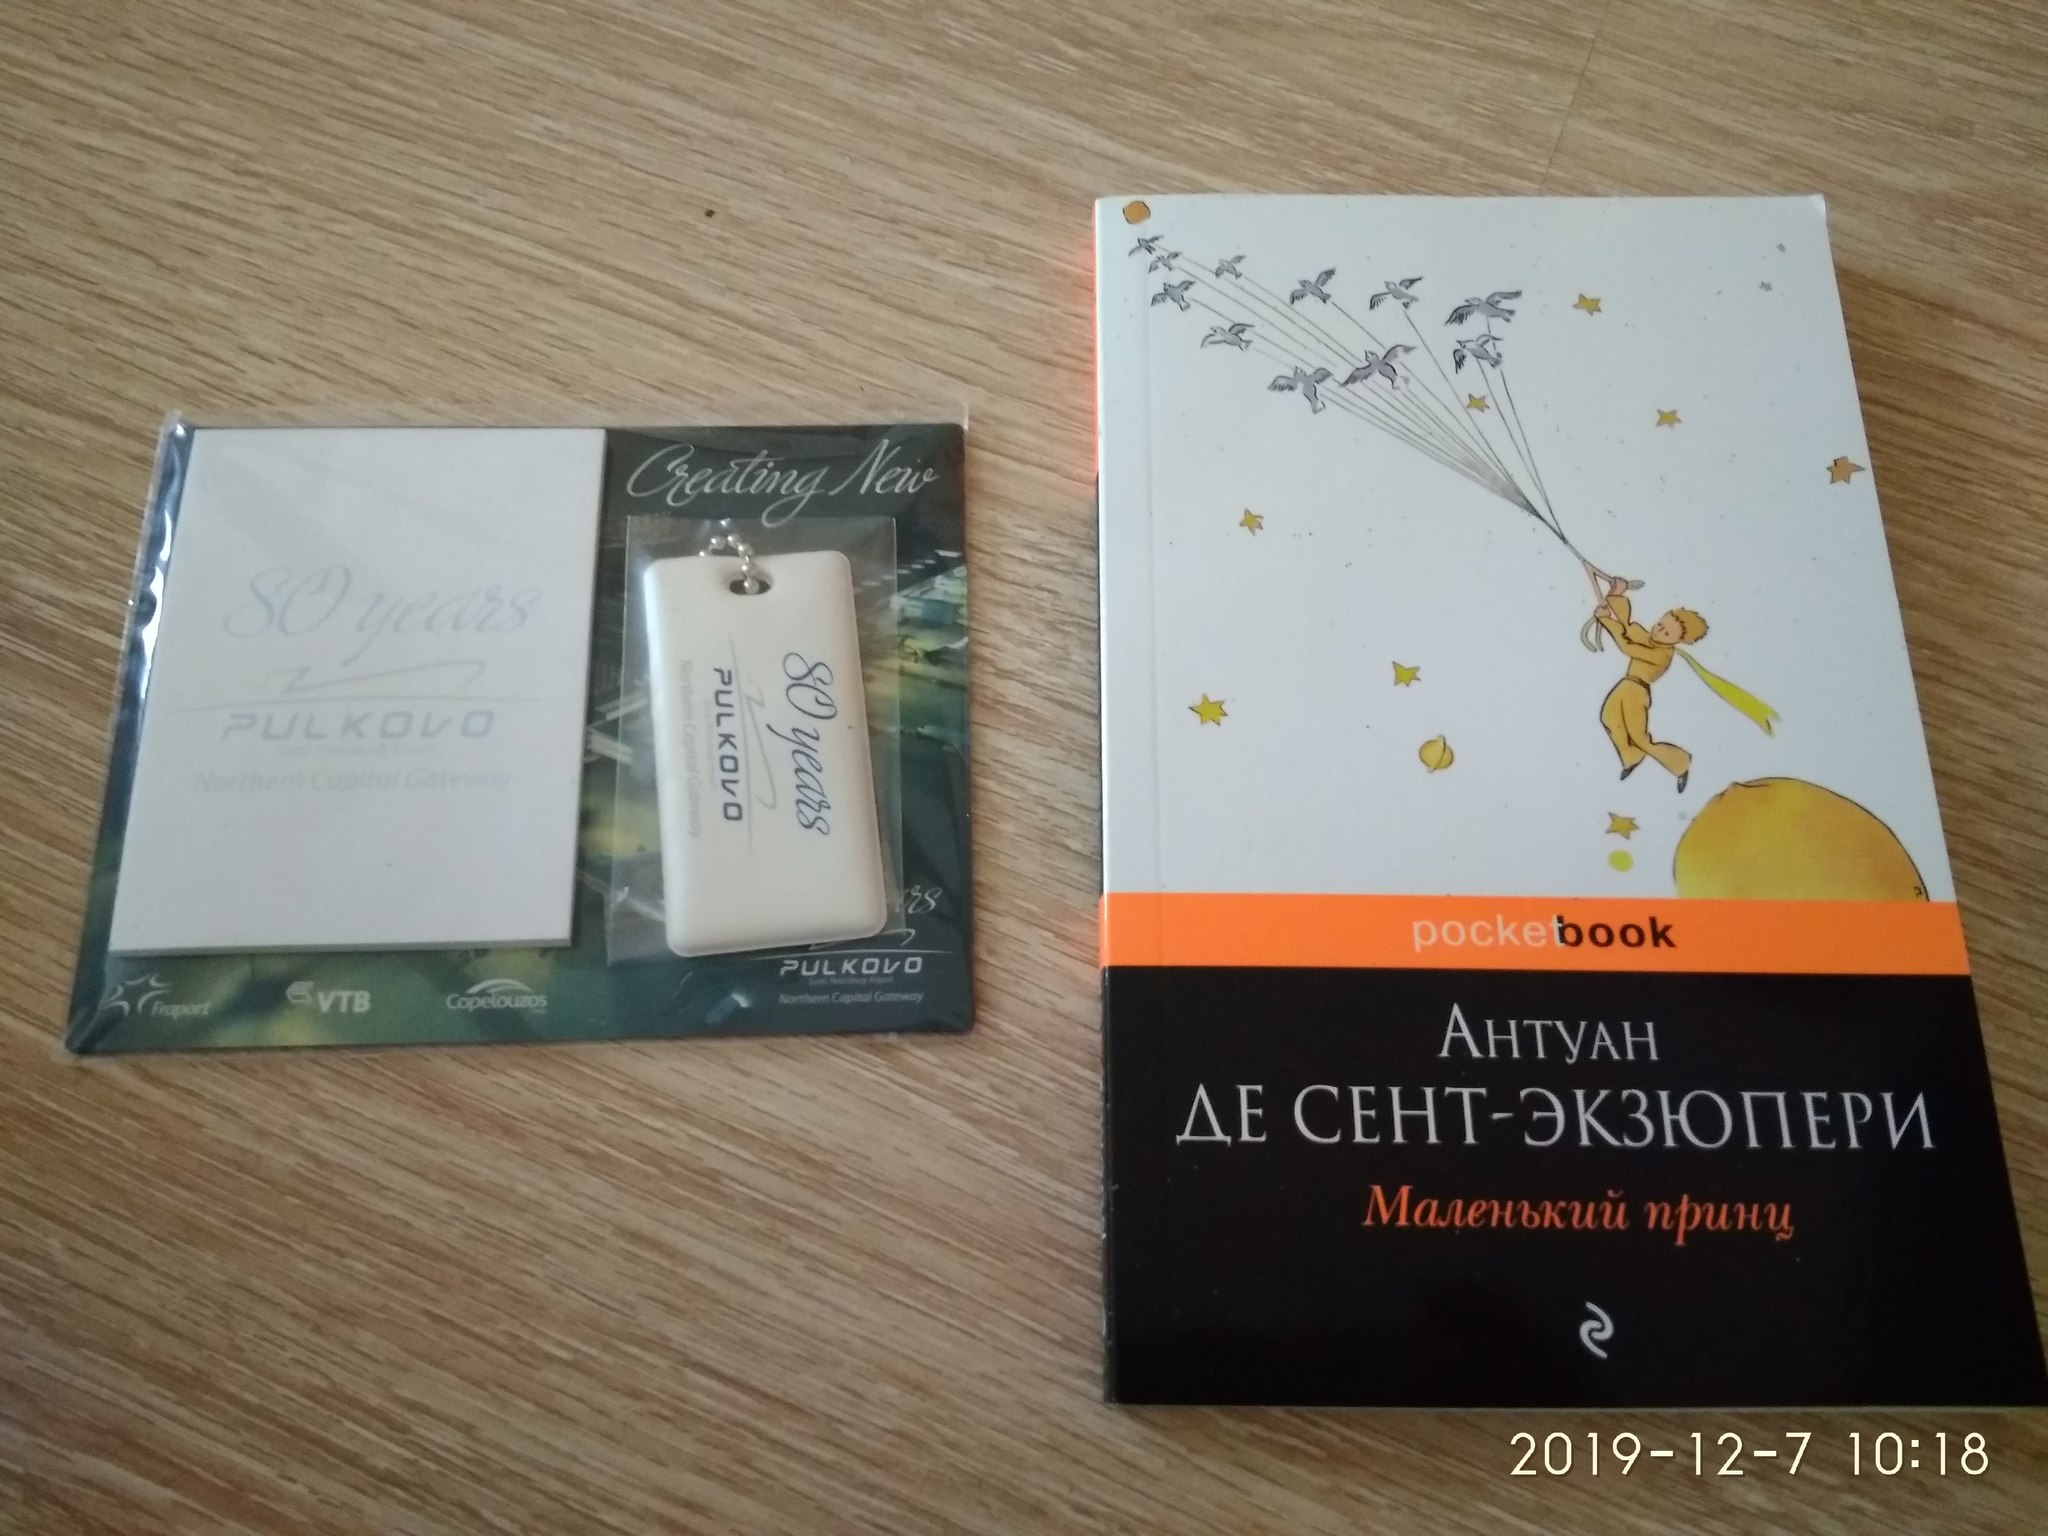 Creating New
80 years
PULKOVO
Northern Capital Gateway
80 years
PULKOVO
Northern Capital Gateway
PULKOVO
Northern Capital Gateway
Fraport
VTB
Copelouzos
pocketbook
АНТУАН
ДЕ СЕНТ-ЭКЗЮПЕРИ
Маленький принц
2019-12-7 10:18